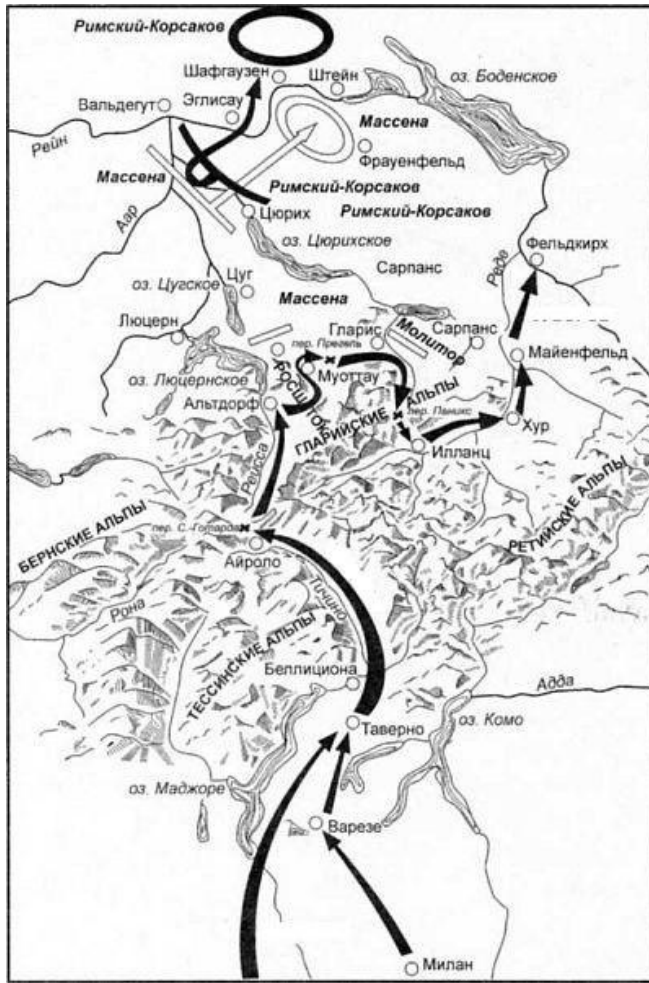 Римский-Корсаков
Шафгаузен
Штейн
оз. Боденское
Вальдегут
Эглисау
Рейн
Массена
Фрауенфельд
Массена
Римский-Корсаков
Аар
Цюрих
Римский-Корсаков
оз. Цюрихское
Фельдкирх
Реде
Сарпанс
оз. Цугское
Цуг
Массена
Люцерн
Гларис
Молитор
Сарпанс
пер. Прегель
Майенфельд
оз. Люцернское
РОСШТОК
Муоттау
Альтдорф
ГЛАРИЙСКИЕ АЛЬПЫ
пер. Паникс
Хур
Иланц
Рейсса
БЕРНСКИЕ АЛЬПЫ
пер. С.-Готарда
РЕТИЙСКИЕ АЛЬПЫ
Айроло
Рона
Тичино
ТЕССИНСКИЕ АЛЬПЫ
Беллициона
Адда
Таверно
оз. Комо
оз. Маджоре
Варезе
Милан